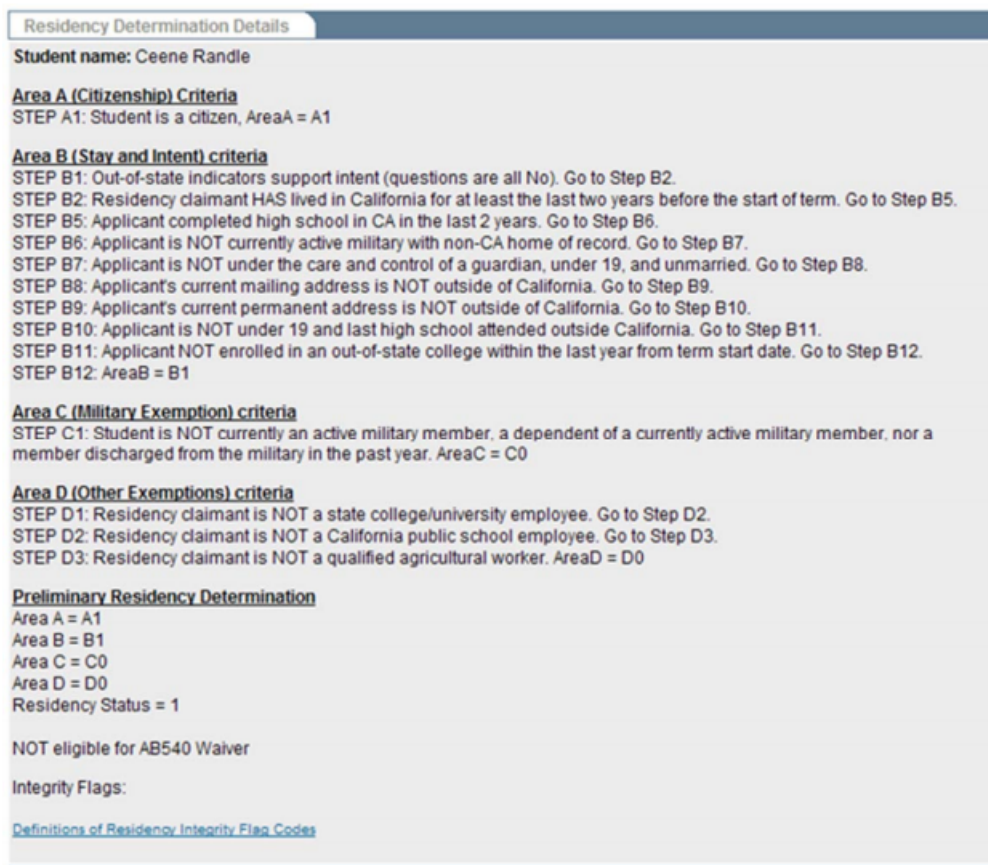 Residency Determination Details
Student name: Ceene Randle
Area A (Citizenship) Criteria
STEP A1: Student is a citizen, AreaA = A1
Area B (Stay and Intent) criteria
STEP B1: Out-of-state indicators support intent (questions are all No). Go to Step B2.
STEP B2: Residency claimant HAS lived in California for at least the last two years before the start of term. Go to Step B5.
STEP B5: Applicant completed high school in CA in the last 2 years. Go to Step B6.
STEP B6: Applicant is NOT currently active military with non-CA home of record. Go to Step B7.
STEP B7: Applicant is NOT under the care and control of a guardian, under 19, and unmarried. Go to Step B8.
STEP B8: Applicant's current mailing address is NOT outside of California. Go to Step B9.
STEP B9: Applicant's current permanent address is NOT outside of California. Go to Step B10.
STEP B10: Applicant is NOT under 19 and last high school attended outside California. Go to Step B11.
STEP B11: Applicant NOT enrolled in an out-of-state college within the last year from term start date. Go to Step B12.
STEP B12: AreaB = B1
Area C (Military Exemption) criteria
STEP C1: Student is NOT currently an active military member, a dependent of a currently active military member, nor a
member discharged from the military in the past year. AreaC = C0
Area D (Other Exemptions) criteria
STEP D1: Residency claimant is NOT a state college/university employee. Go to Step D2.
STEP D2: Residency claimant is NOT a California public school employee. Go to Step D3.
STEP D3: Residency claimant is NOT a qualified agricultural worker. AreaD = D0
Preliminary Residency Determination
Area A = A1
Area B = B1
Area C = C0
Area D = D0
Residency Status = 1
NOT eligible for AB540 Waiver
Integrity Flags:
Definitions of Residency Integrity Flag Codes